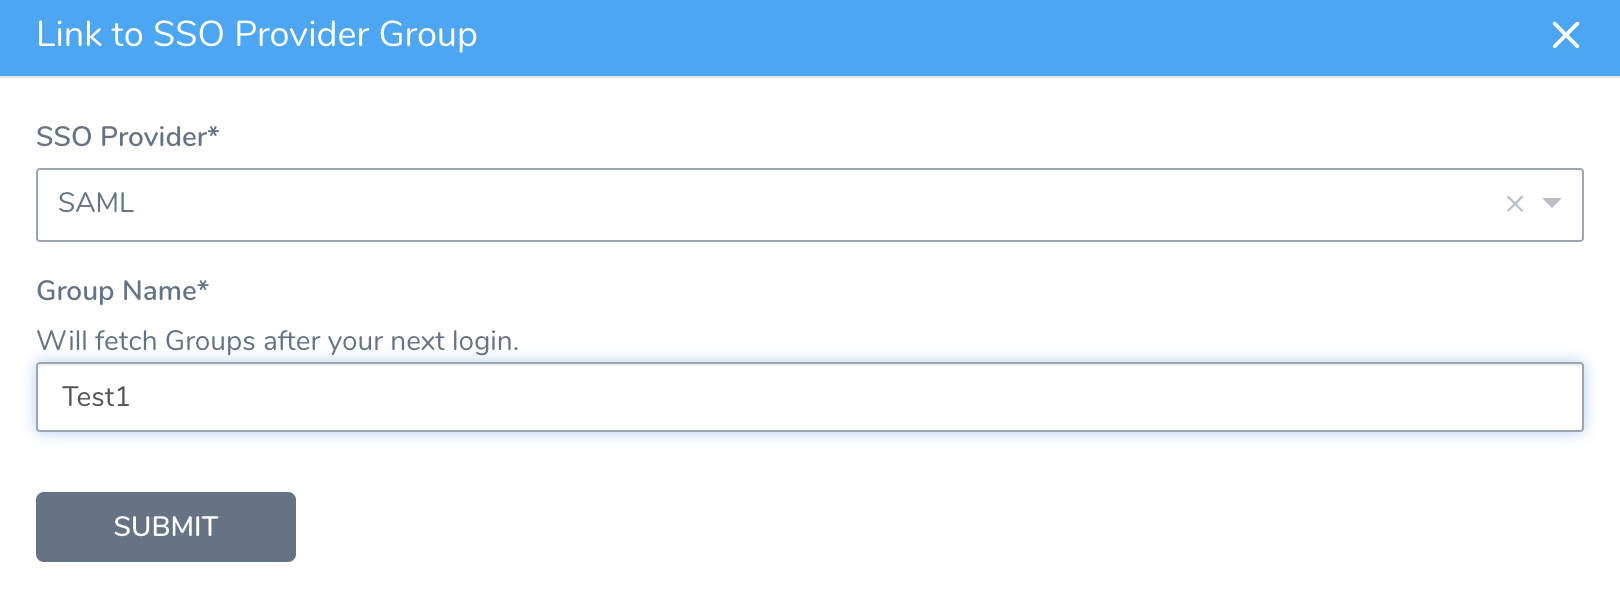 Link to SSO Provider Group
SSO Provider*
SAML
Group Name*
Will fetch Groups after your next login.
Test1
SUBMIT